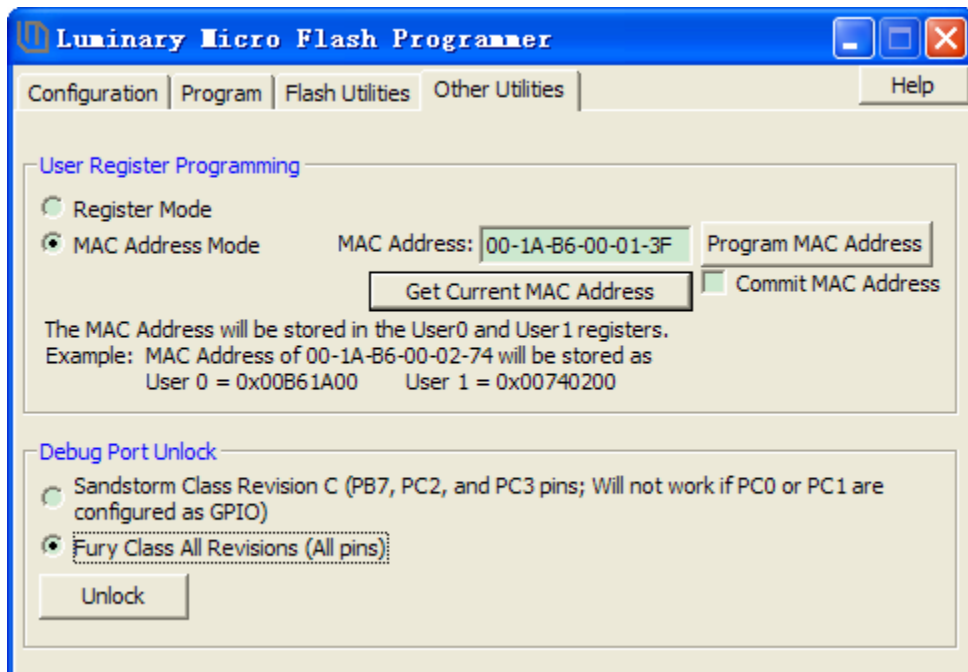 Luminary Micro Flash Programmer
Configuration Program Flash Utilities Other Utilities Help
User Register Programming
Register Mode
MAC Address Mode MAC Address: 00-1A-B6-00-01-3F Program MAC Address
Get Current MAC Address Commit MAC Address
The MAC Address will be stored in the User0 and User1 registers.
Example: MAC Address of 00-1A-B6-00-02-74 will be stored as
User 0 = 0x00B61A00 User 1 = 0x00740200
Debug Port Unlock
Sandstorm Class Revision C (PB7, PC2, and PC3 pins; Will not work if PC0 or PC1 are
configured as GPIO)
Fury Class All Revisions (All pins)
Unlock